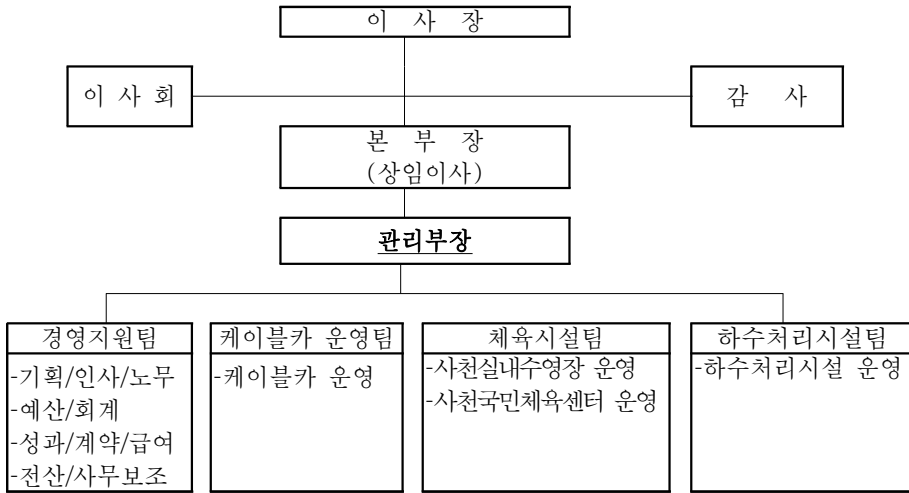 이 사 장
이 사 회
감 사
본 부 장
(상임이사)
관리부장
경영지원팀
-기획/인사/노무
-예산/회계
-성과/계약/급여
-전산/사무보조
케이블카 운영팀
-케이블카 운영
체육시설팀
-사천실내수영장 운영
-사천국민체육센터 운영
하수처리시설팀
-하수처리시설 운영